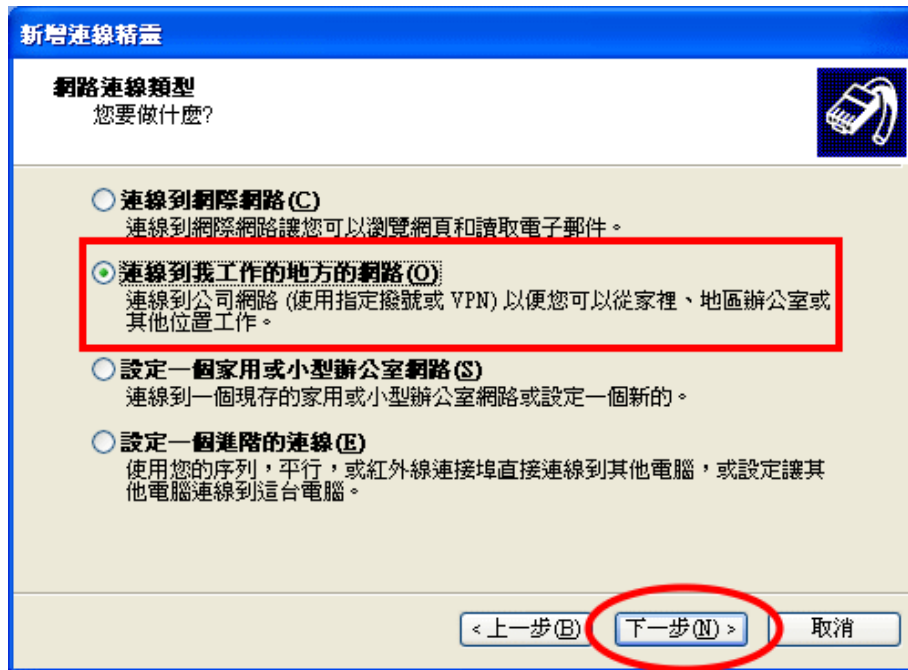 新增連線精靈
網路連線類型
您要做什麼?
連線到網際網路(C)
連線到網際網路讓您可以瀏覽網頁和讀取電子郵件。
連線到我工作的地方的網路(O)
連線到公司網路 (使用指定撥號或 VPN) 以便您可以從家裡、地區辦公室或
其他位置工作。
設定一個家用或小型辦公室網路(S)
連線到一個現存的家用或小型辦公室網路或設定一個新的。
設定一個進階的連線(E)
使用您的序列，平行，或紅外線連接埠直接連線到其他電腦，或設定讓其
他電腦連線到這台電腦。
<上一步(B) 下一步(N) > 取消